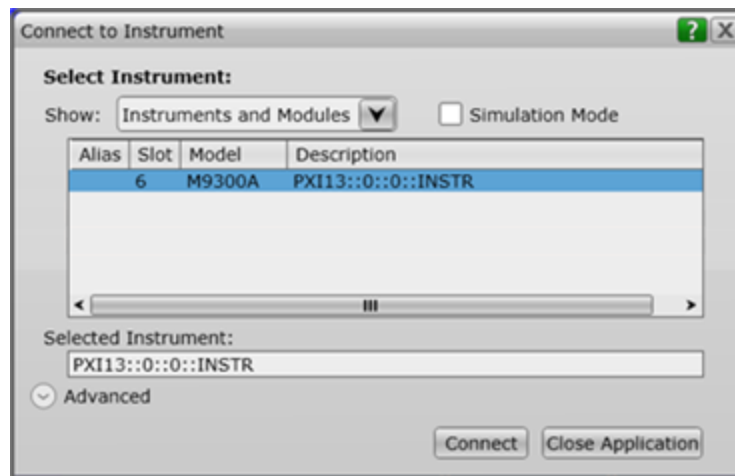 Connect to Instrument ? X
Select Instrument:
Show: Instruments and Modules Simulation Mode
Alias Slot Model Description
6 M9300A PXI13::0::0::INSTR
Selected Instrument:
PXI13::0::0::INSTR
Advanced
Connect Close Application